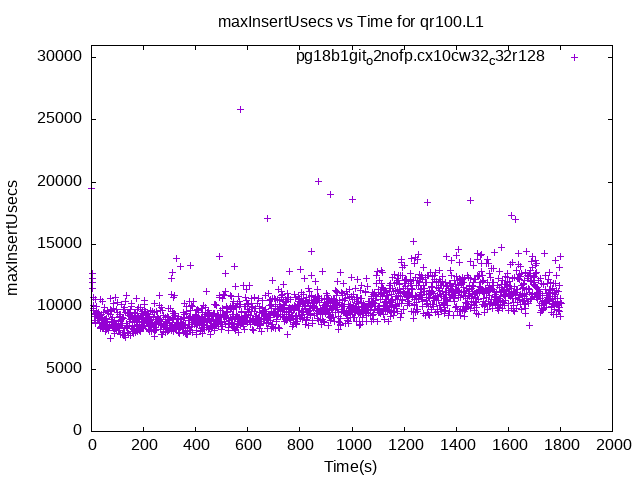 maxInsertUsecs vs Time for qr100.L1
pg18b1git_o2nofp.cx10cw32_c32r128
maxInsertUsecs
30000
25000
20000
15000
10000
5000
0
0 200 400 600 800 1000 1200 1400 1600 1800 2000
Time(s)